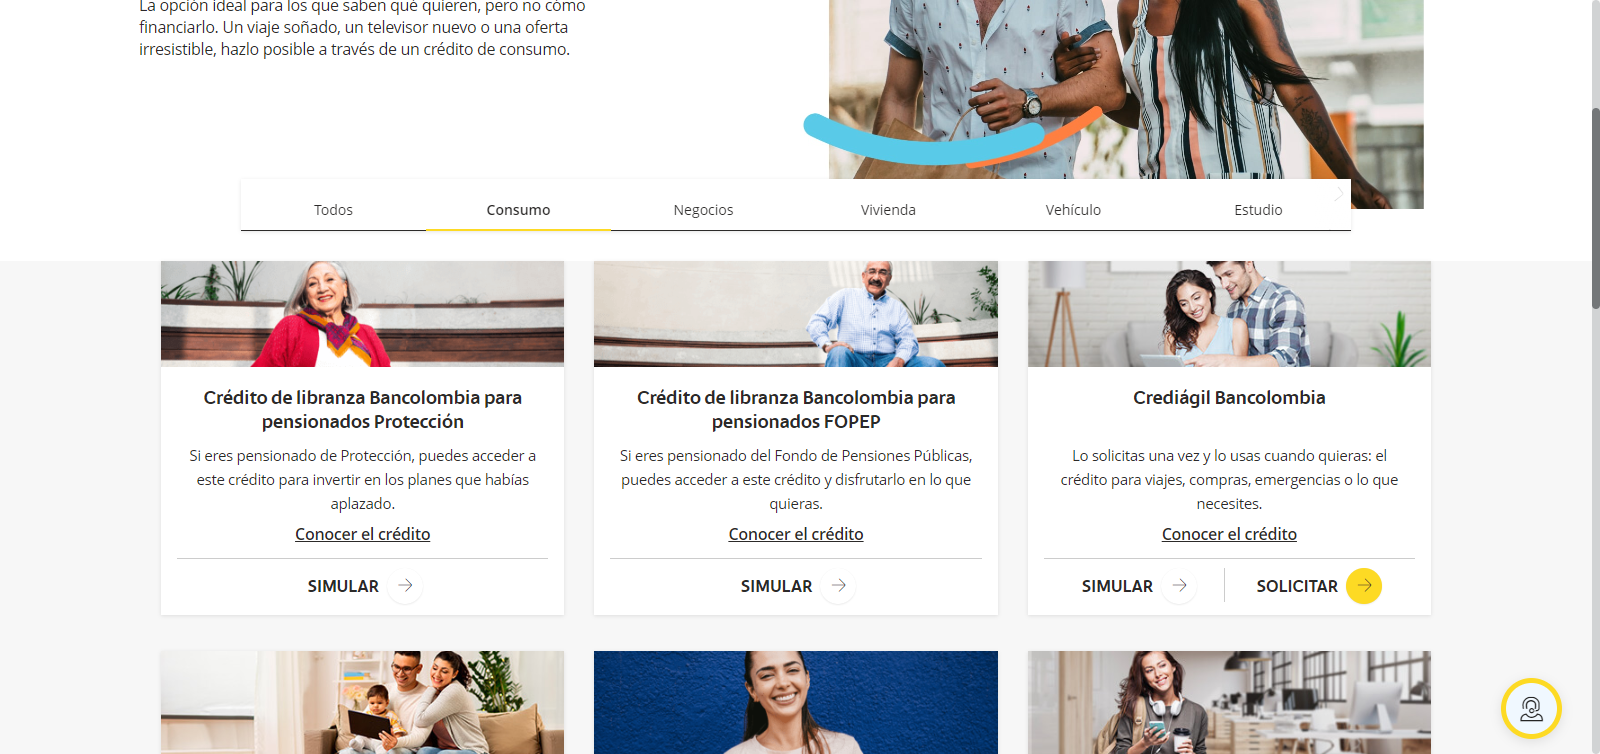 La opción ideal para los que saben qué quieren, pero no cómo
financiarlo. Un viaje soñado, un televisor nuevo o una oferta
irresistible, hazlo posible a través de un crédito de consumo.
Todos
Consumo
Negocios
Vivienda
Vehículo
Estudio
Crédito de libranza Bancolombia para
pensionados Protección
Si eres pensionado de Protección, puedes acceder a
este crédito para invertir en los planes que habías
aplazado.
Conocer el crédito
SIMULAR
Crédito de libranza Bancolombia para
pensionados FOPEP
Si eres pensionado del Fondo de Pensiones Públicas,
puedes acceder a este crédito y disfrutarlo en lo que
quieras.
Conocer el crédito
SIMULAR
Crediágil Bancolombia
Lo solicitas una vez y lo usas cuando quieras: el
crédito para viajes, compras, emergencias o lo que
necesites.
Conocer el crédito
SIMULAR
SOLICITAR